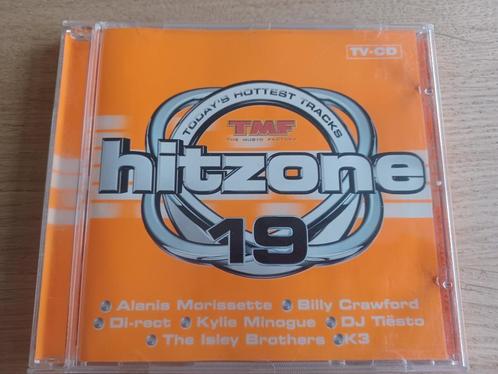 TV-CD
TODAY'S HOTTEST TRACKS
TMF
THE MUSIC FACTORY
hitzone
19
Alanis Morissette Billy Crawford
Di-rect Kylie Minogue DJ Tiësto
The Isley Brothers K3